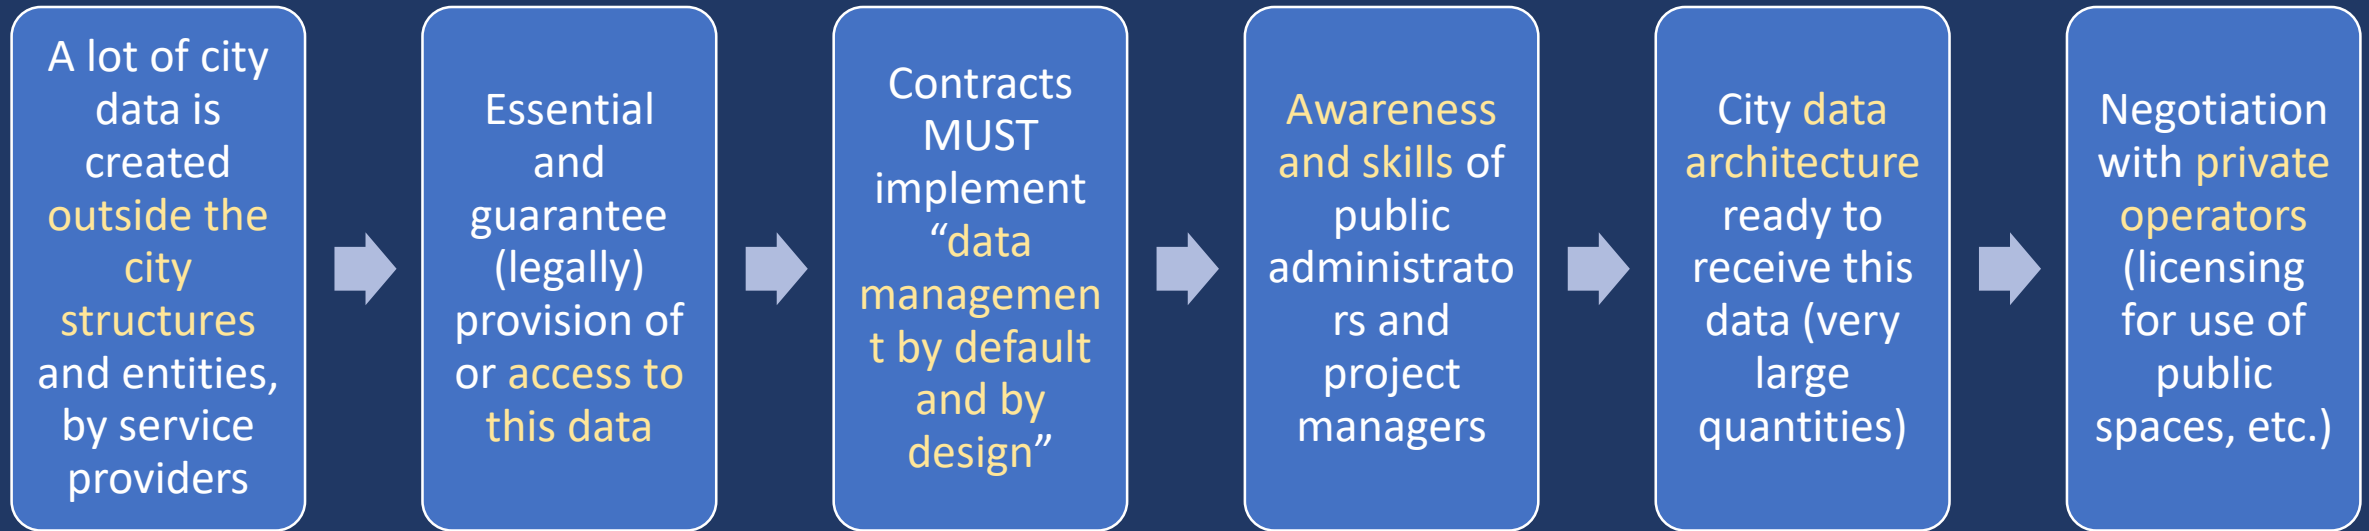 A lot of city
data is
created
outside the
city
structures
and entities,
by service
providers
Essential
and
guarantee
(legally)
provision of
or access to
this data
Contracts
MUST
implement
“data
managemen
t by default
and by
design”
Awareness
and skills of
public
administrato
rs and
project
managers
City data
architecture
ready to
receive this
data (very
large
quantities)
Negotiation
with private
operators
(licensing
for use of
public
spaces, etc.)